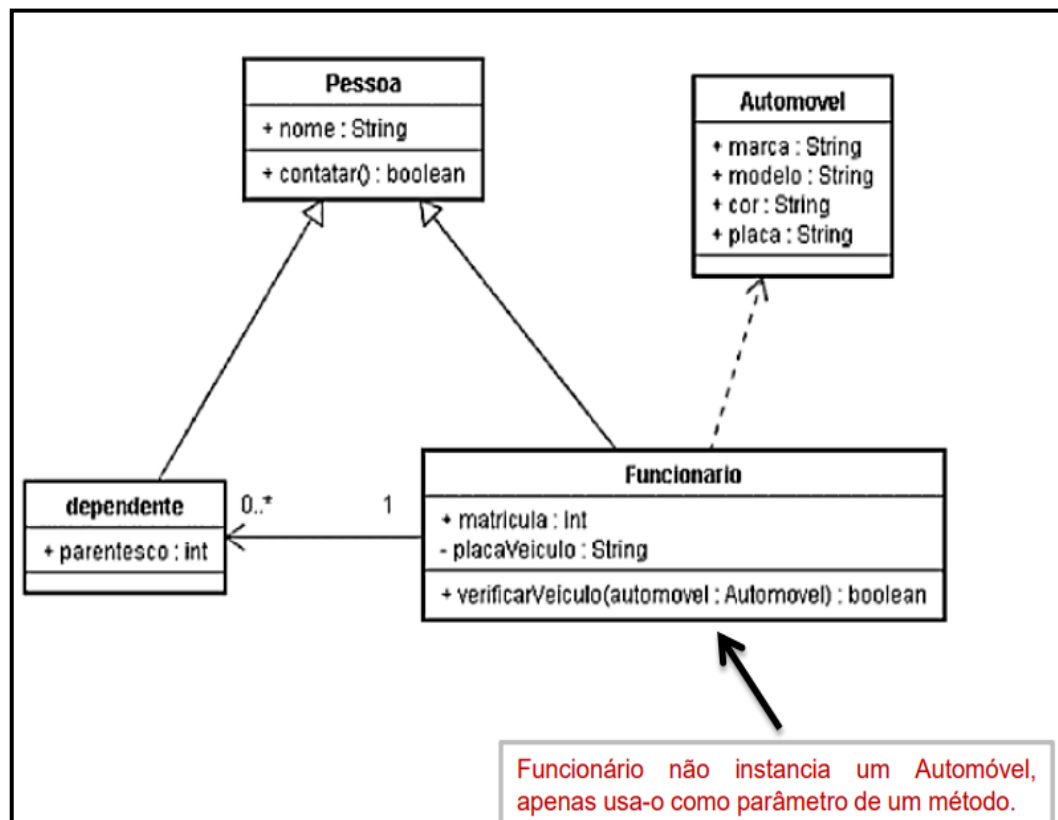 Pessoa
+ nome : String
+ contatar() : boolean
Automovel
+ marca : String
+ modelo : String
+ cor : String
+ placa : String
dependente
+ parentesco : int
0..*
1
Funcionario
+ matricula : Int
- placaVeiculo : String
+ verificarVeículo(automovel : Automovel) : boolean
Funcionário não instancia um Automóvel,
apenas usa-o como parâmetro de um método.